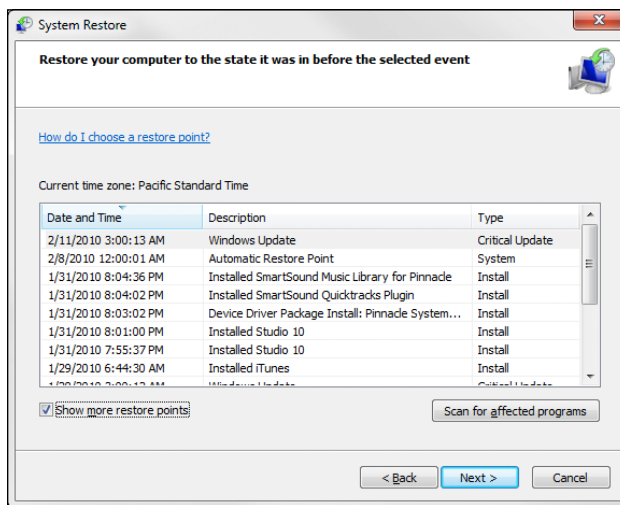 System Restore
Restore your computer to the state it was in before the selected event
How do I choose a restore point?
Current time zone: Pacific Standard Time
Date and Time Description Type
2/11/2010 3:00:13 AM Windows Update Critical Update
2/8/2010 12:00:01 AM Automatic Restore Point System
1/31/2010 8:04:36 PM Installed SmartSound Music Library for Pinnacle Install
1/31/2010 8:04:02 PM Installed SmartSound Quicktracks Plugin Install
1/31/2010 8:03:02 PM Device Driver Package Install: Pinnacle System... Install
1/31/2010 8:01:00 PM Installed Studio 10 Install
1/31/2010 7:55:37 PM Installed Studio 10 Install
1/29/2010 6:44:30 AM Installed iTunes Install
Windows Update Critical Update
Show more restore points Scan for affected programs
< Back Next > Cancel